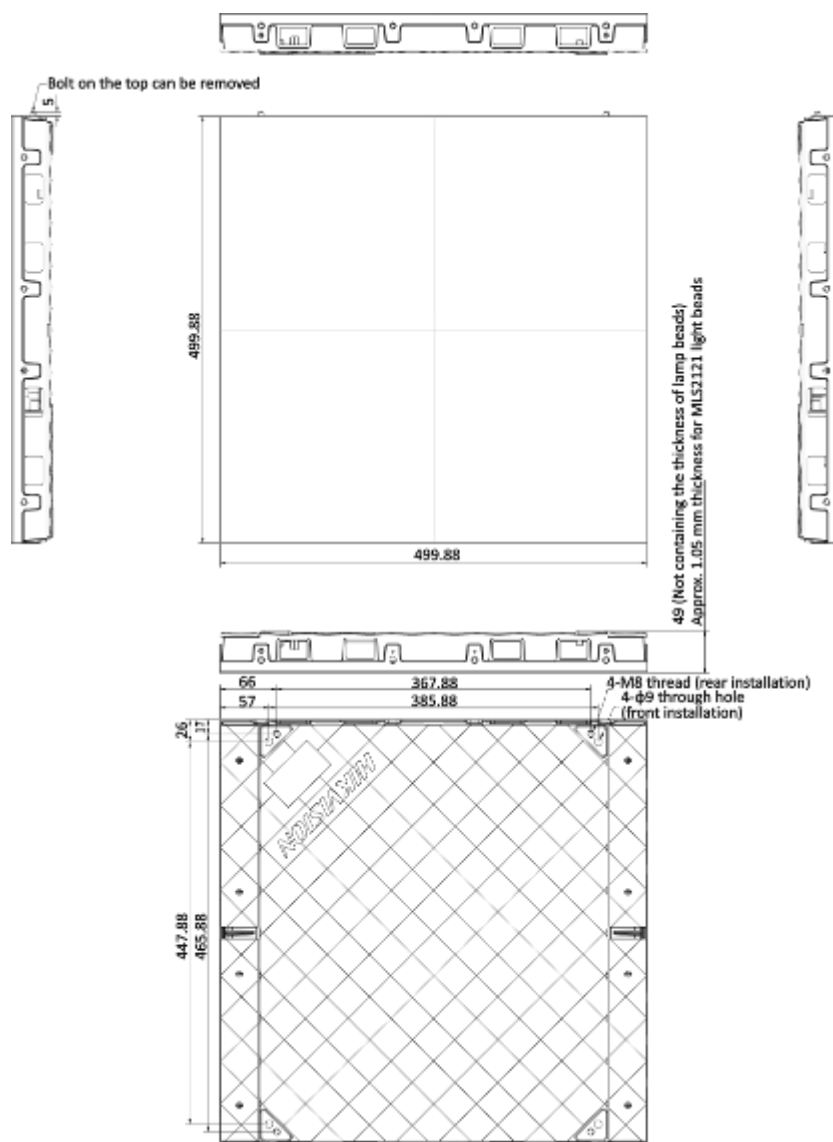 Bolt on the top can be removed
5
499.88
499.88
49 (Not containing the thickness of lamp beads)
Approx. 1.05 mm thickness for MLS2121 light beads
66
367.88
4-M8 thread (rear installation)
57
385.88
4-ф9 through hole
(front installation)
26
17
HIKVISION
447.88
465.88